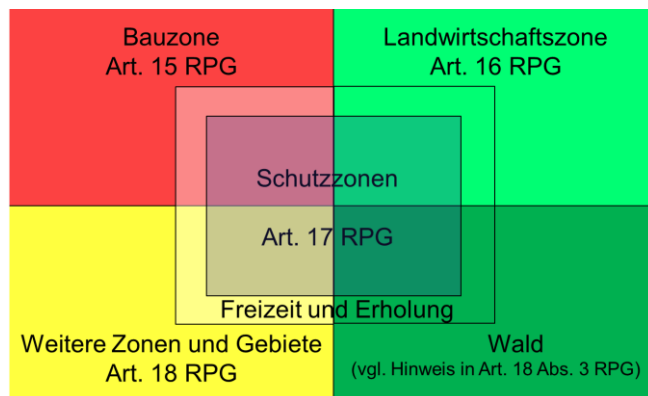 Bauzone
Art. 15 RPG
Landwirtschaftszone
Art. 16 RPG
Schutzzonen
Art. 17 RPG
Freizeit und Erholung
Weitere Zonen und Gebiete
Art. 18 RPG
Wald
(vgl. Hinweis in Art. 18 Abs. 3 RPG)